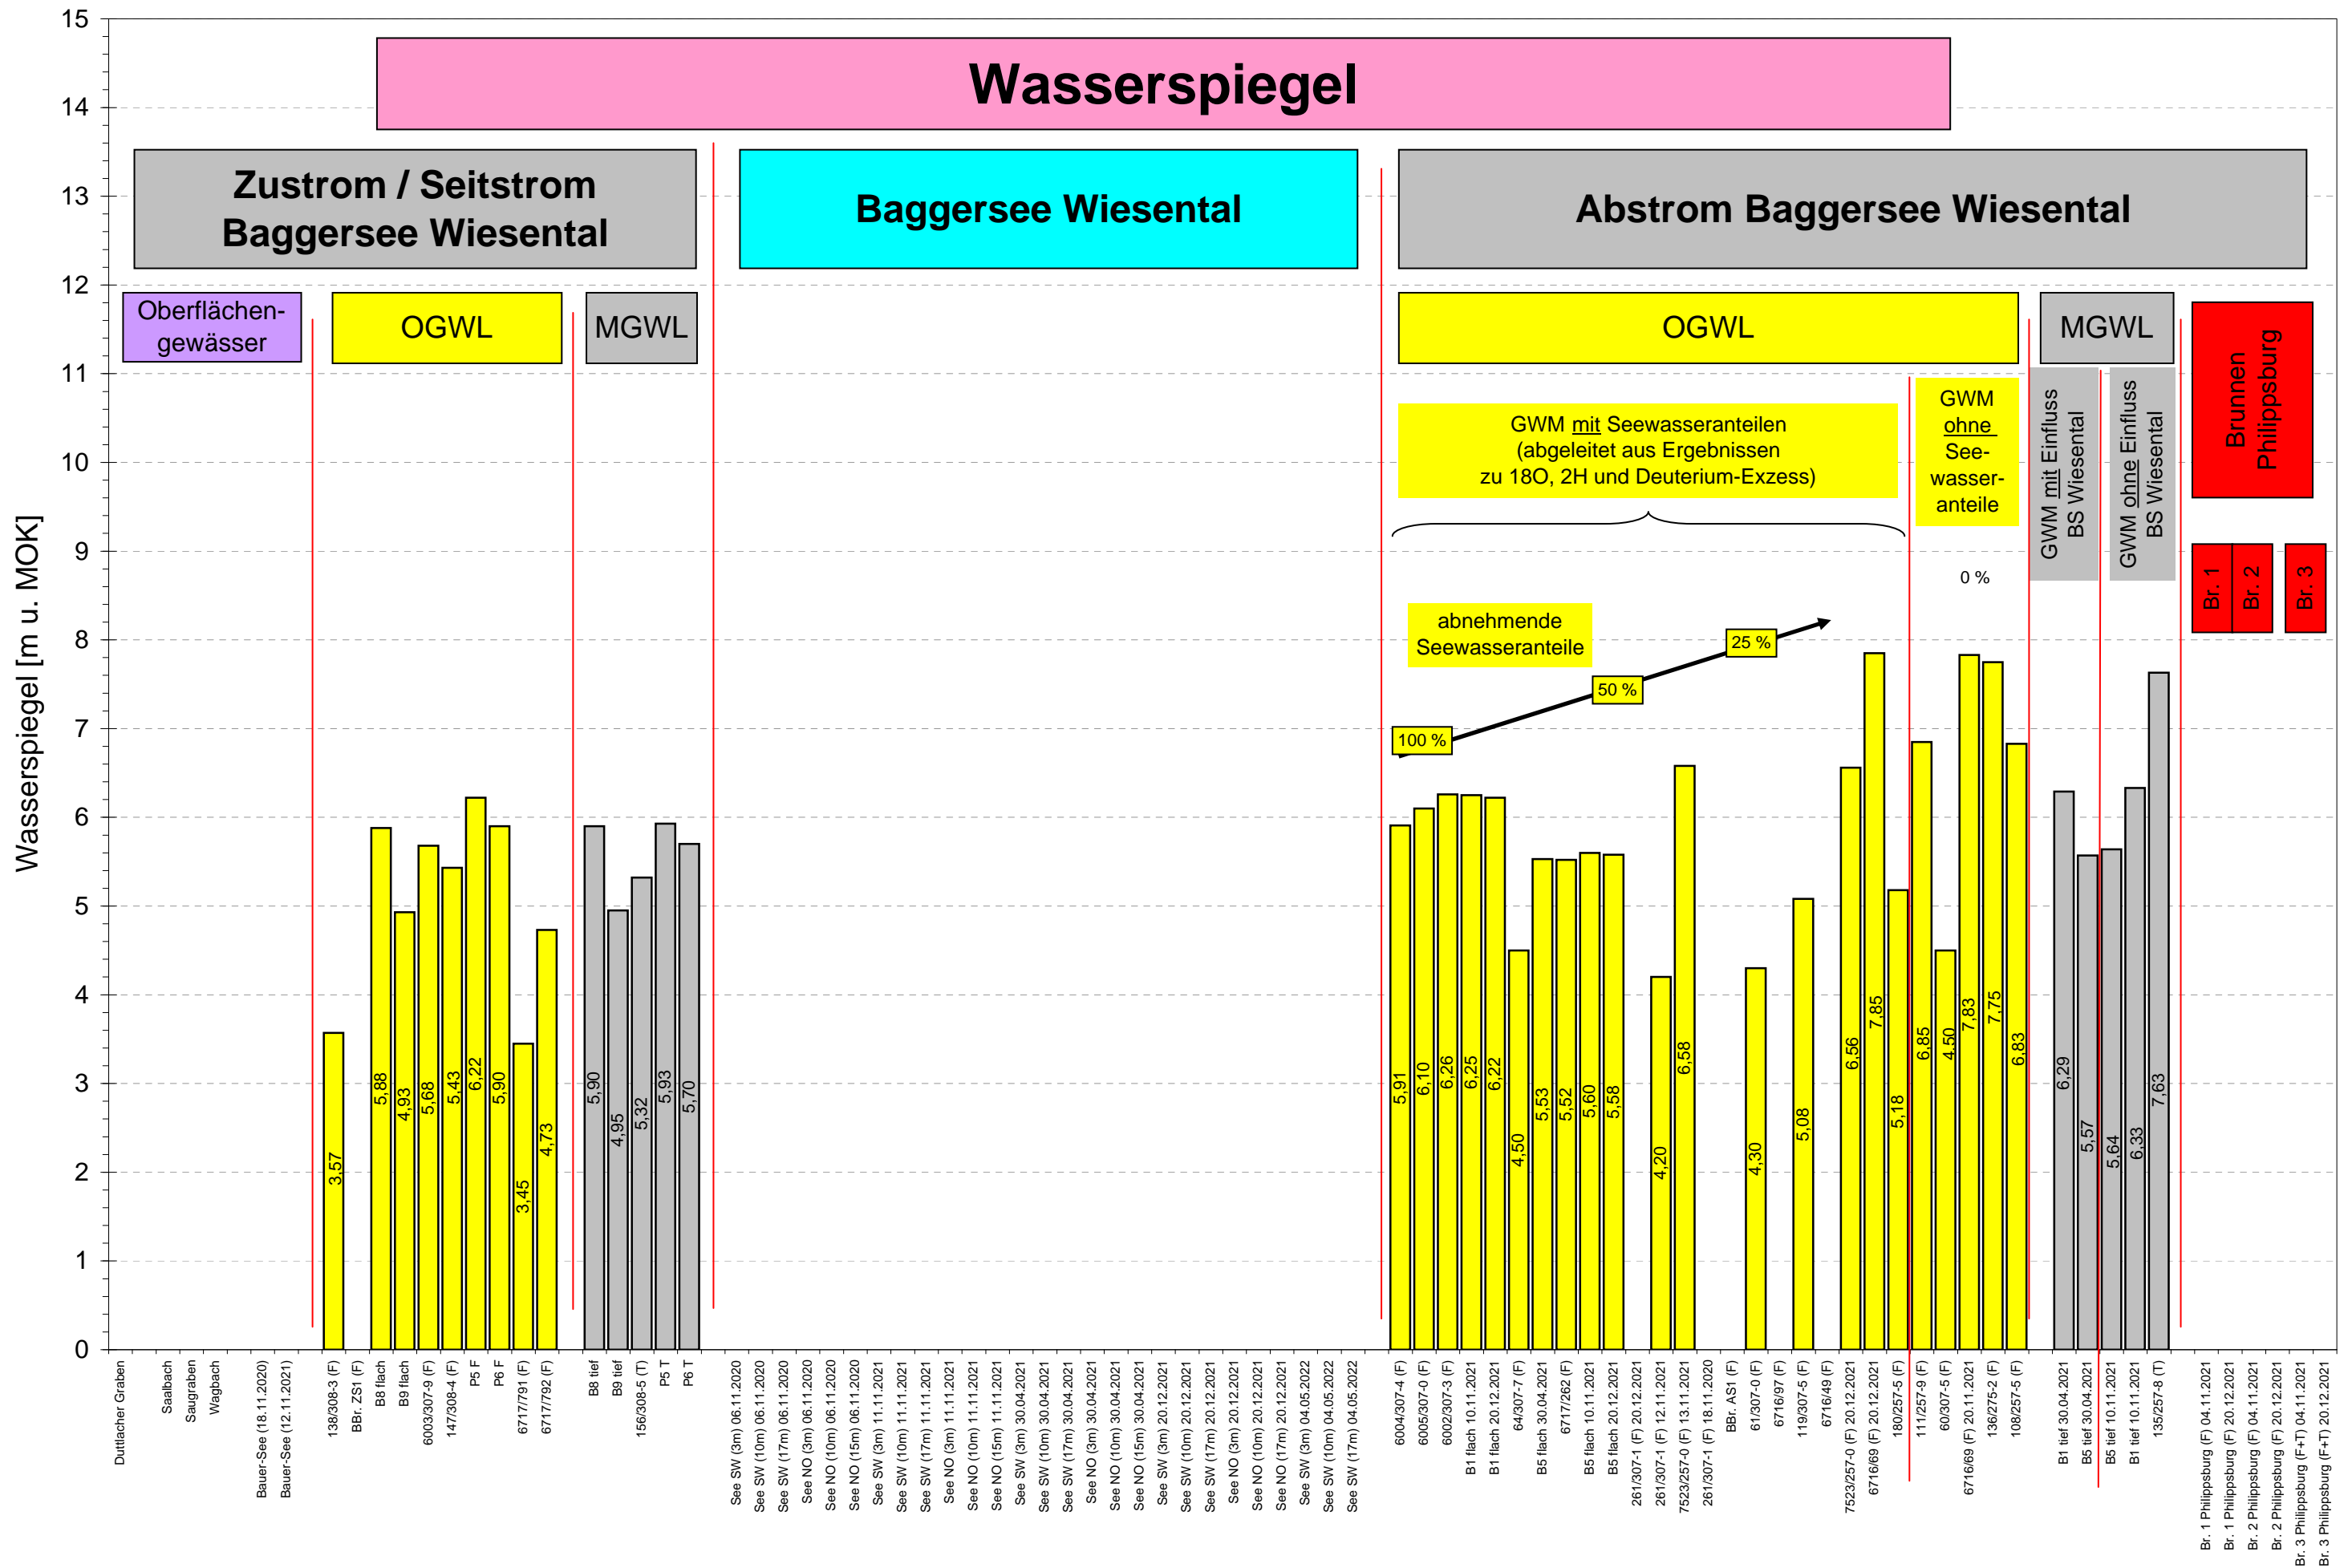 Wasserspiegel
Zustrom / Seitstrom
Baggersee Wiesental
Baggersee Wiesental
Abstrom Baggersee Wiesental
Oberflächen-
gewässer
OGWL
MGWL
OGWL
MGWL
Brunnen
Philippsburg
GWM mit Seewasseranteilen
(abgeleitet aus Ergebnissen
zu 18O, 2H und Deuterium-Exzess)
GWM
ohne
See-
wasser-
anteile
0 %
GWM mit Einfluss
BS Wiesental
GWM ohne Einfluss
BS Wiesental
Br. 1
Br. 2
Br. 3
abnehmende
Seewasseranteile
100 %
50 %
25 %
Wasserspiegel [m u. MOK]
15
14
13
12
11
10
9
8
7
6
5
4
3
2
1
0
3,57
5,88
4,93
5,68
5,43
6,22
5,90
3,45
4,73
5,90
4,95
5,32
5,93
5,70
5,91
6,10
6,26
6,25
6,22
4,50
5,53
5,52
5,60
5,58
4,20
6,58
4,30
5,08
6,56
7,85
5,18
6,85
4,50
7,83
7,75
6,83
6,29
5,57
5,64
6,33
7,63
Duttlacher Graben
Saalbach
Saugraben
Wagbach
Bauer-See (18.11.2020)
Bauer-See (12.11.2021)
138/308-3 (F)
BBr. ZS1 (F)
B8 flach
B9 flach
6003/307-9 (F)
147/308-4 (F)
P5 F
P6 F
6717/791 (F)
6717/792 (F)
B8 tief
B9 tief
156/308-5 (T)
P5 T
P6 T
See SW (3m) 06.11.2020
See SW (10m) 06.11.2020
See SW (17m) 06.11.2020
See NO (3m) 06.11.2020
See NO (10m) 06.11.2020
See NO (15m) 06.11.2020
See SW (3m) 11.11.2021
See SW (10m) 11.11.2021
See SW (17m) 11.11.2021
See NO (3m) 11.11.2021
See NO (10m) 11.11.2021
See NO (15m) 11.11.2021
See SW (3m) 30.04.2021
See SW (10m) 30.04.2021
See SW (17m) 30.04.2021
See NO (3m) 30.04.2021
See NO (10m) 30.04.2021
See NO (15m) 30.04.2021
See SW (3m) 20.12.2021
See SW (10m) 20.12.2021
See SW (17m) 20.12.2021
See NO (3m) 20.12.2021
See NO (10m) 20.12.2021
See NO (17m) 20.12.2021
See SW (3m) 04.05.2022
See SW (10m) 04.05.2022
See SW (17m) 04.05.2022
6004/307-4 (F)
6005/307-0 (F)
6002/307-3 (F)
B1 flach 10.11.2021
B1 flach 20.12.2021
64/307-7 (F)
B5 flach 30.04.2021
6717/262 (F)
B5 flach 10.11.2021
B5 flach 20.12.2021
261/307-1 (F) 20.12.2021
261/307-1 (F) 12.11.2021
7523/257-0 (F) 13.11.2021
261/307-1 (F) 18.11.2020
BBr. AS1 (F)
61/307-0 (F)
6716/97 (F)
119/307-5 (F)
6716/49 (F)
7523/257-0 (F) 20.12.2021
6716/69 (F) 20.12.2021
180/257-5 (F)
111/257-9 (F)
60/307-5 (F)
6716/69 (F) 20.11.2021
136/275-2 (F)
108/257-5 (F)
B1 tief 30.04.2021
B5 tief 30.04.2021
B5 tief 10.11.2021
B1 tief 10.11.2021
135/257-8 (T)
Br. 1 Philippsburg (F) 04.11.2021
Br. 1 Philippsburg (F) 20.12.2021
Br. 2 Philippsburg (F) 04.11.2021
Br. 2 Philippsburg (F) 20.12.2021
Br. 3 Philippsburg (F+T) 04.11.2021
Br. 3 Philippsburg (F+T) 20.12.2021